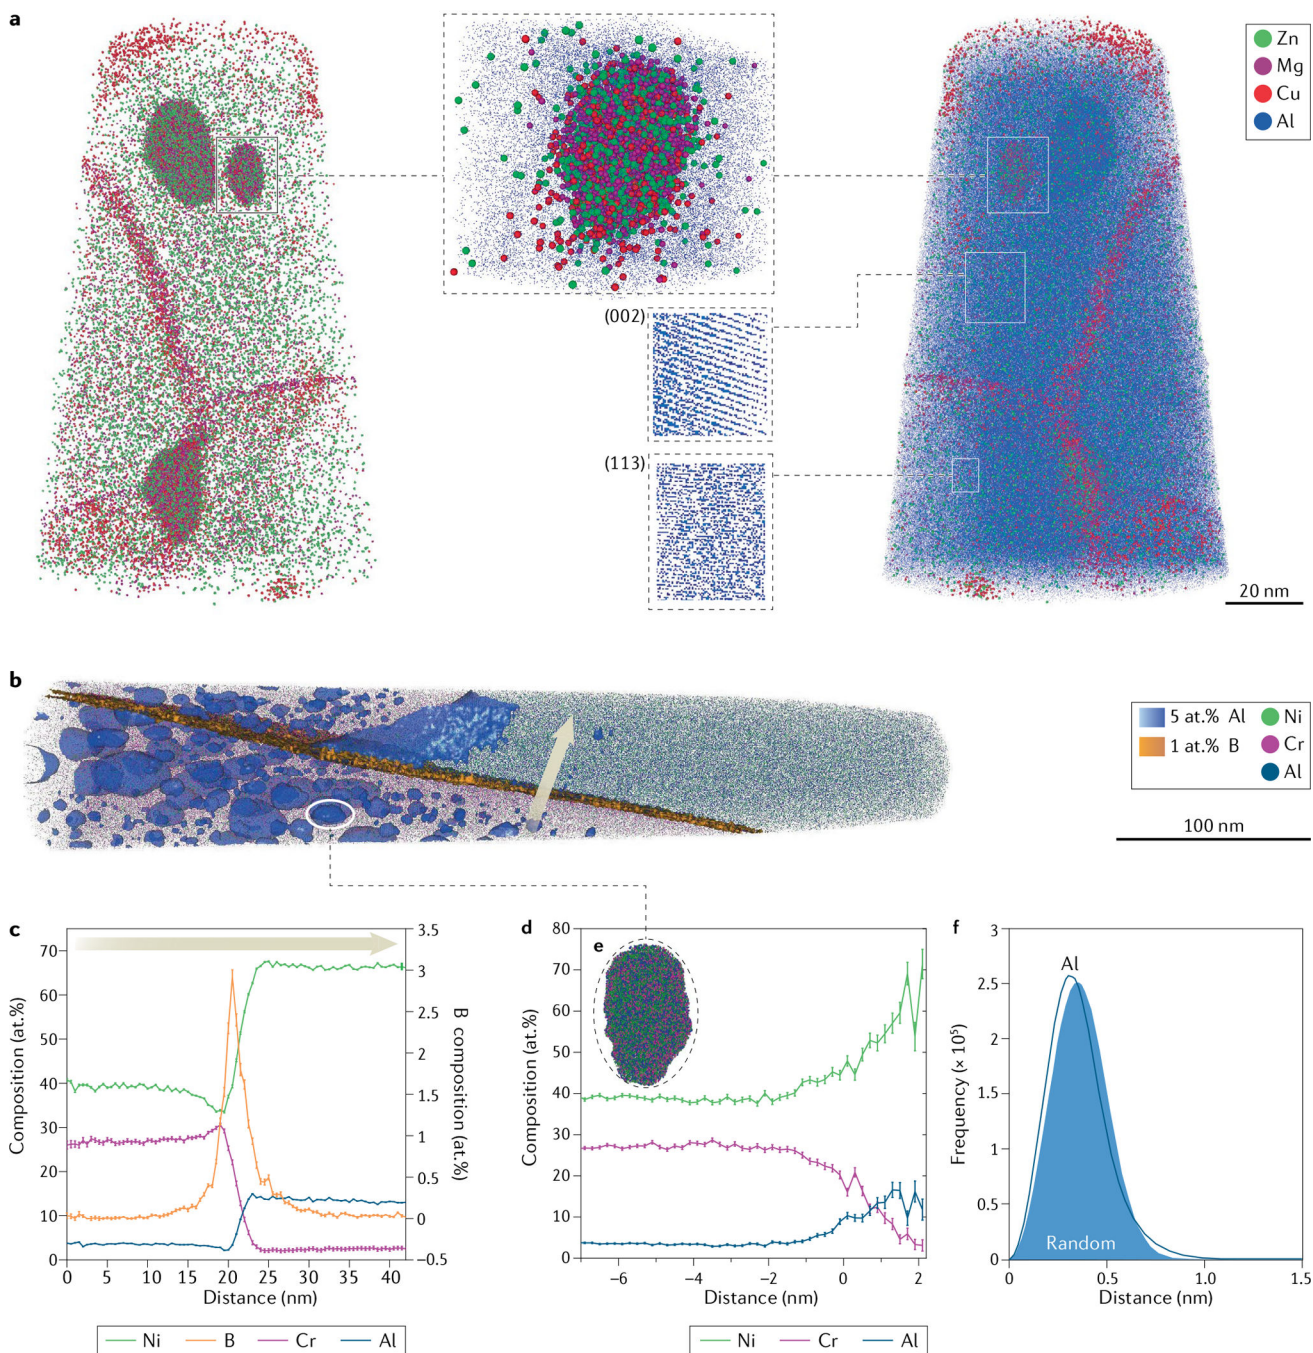 a
Zn
Mg
Cu
Al
(002)
(113)
20 nm
b
5 at.% Al
1 at.% B
Ni
Cr
Al
100 nm
c
Composition (at.%)
70
60
50
40
30
20
10
0
0 5 10 15 20 25 30 35 40
Distance (nm)
3.5
3
2.5
2
1.5
1
0.5
0
–0.5
B composition (at.%)
Ni B Cr Al
d
e
Composition (at.%)
80
70
60
50
40
30
20
10
0
–6 –4 –2 0 2
Distance (nm)
Ni Cr Al
f
Frequency (× 10⁵)
3
2.5
2
1.5
1
0.5
0
Al
Random
0 0.5 1.0 1.5
Distance (nm)